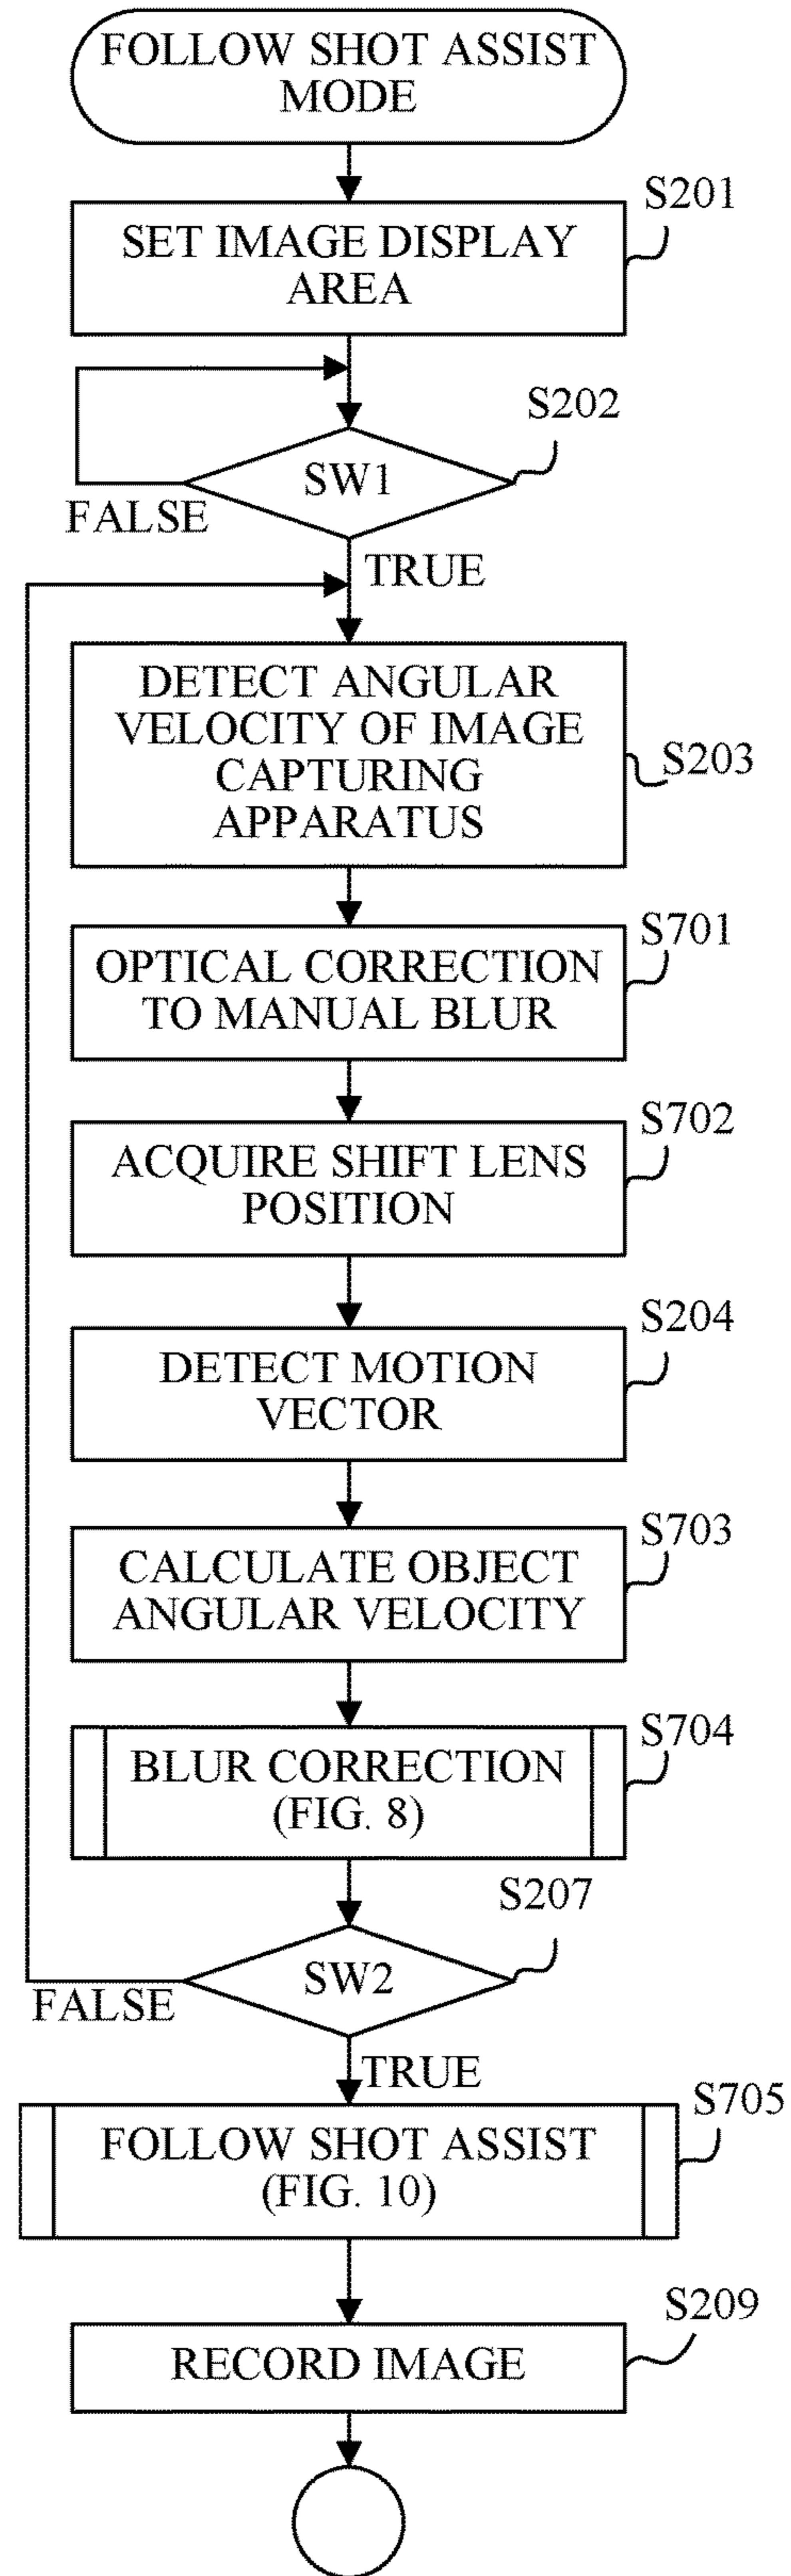 FOLLOW SHOT ASSIST
MODE
S201
SET IMAGE DISPLAY
AREA
S202
SW1
FALSE
TRUE
DETECT ANGULAR
VELOCITY OF IMAGE
CAPTURING
APPARATUS
S203
S701
OPTICAL CORRECTION
TO MANUAL BLUR
S702
ACQUIRE SHIFT LENS
POSITION
S204
DETECT MOTION
VECTOR
S703
CALCULATE OBJECT
ANGULAR VELOCITY
S704
BLUR CORRECTION
(FIG. 8)
S207
SW2
FALSE
TRUE
S705
FOLLOW SHOT ASSIST
(FIG. 10)
S209
RECORD IMAGE